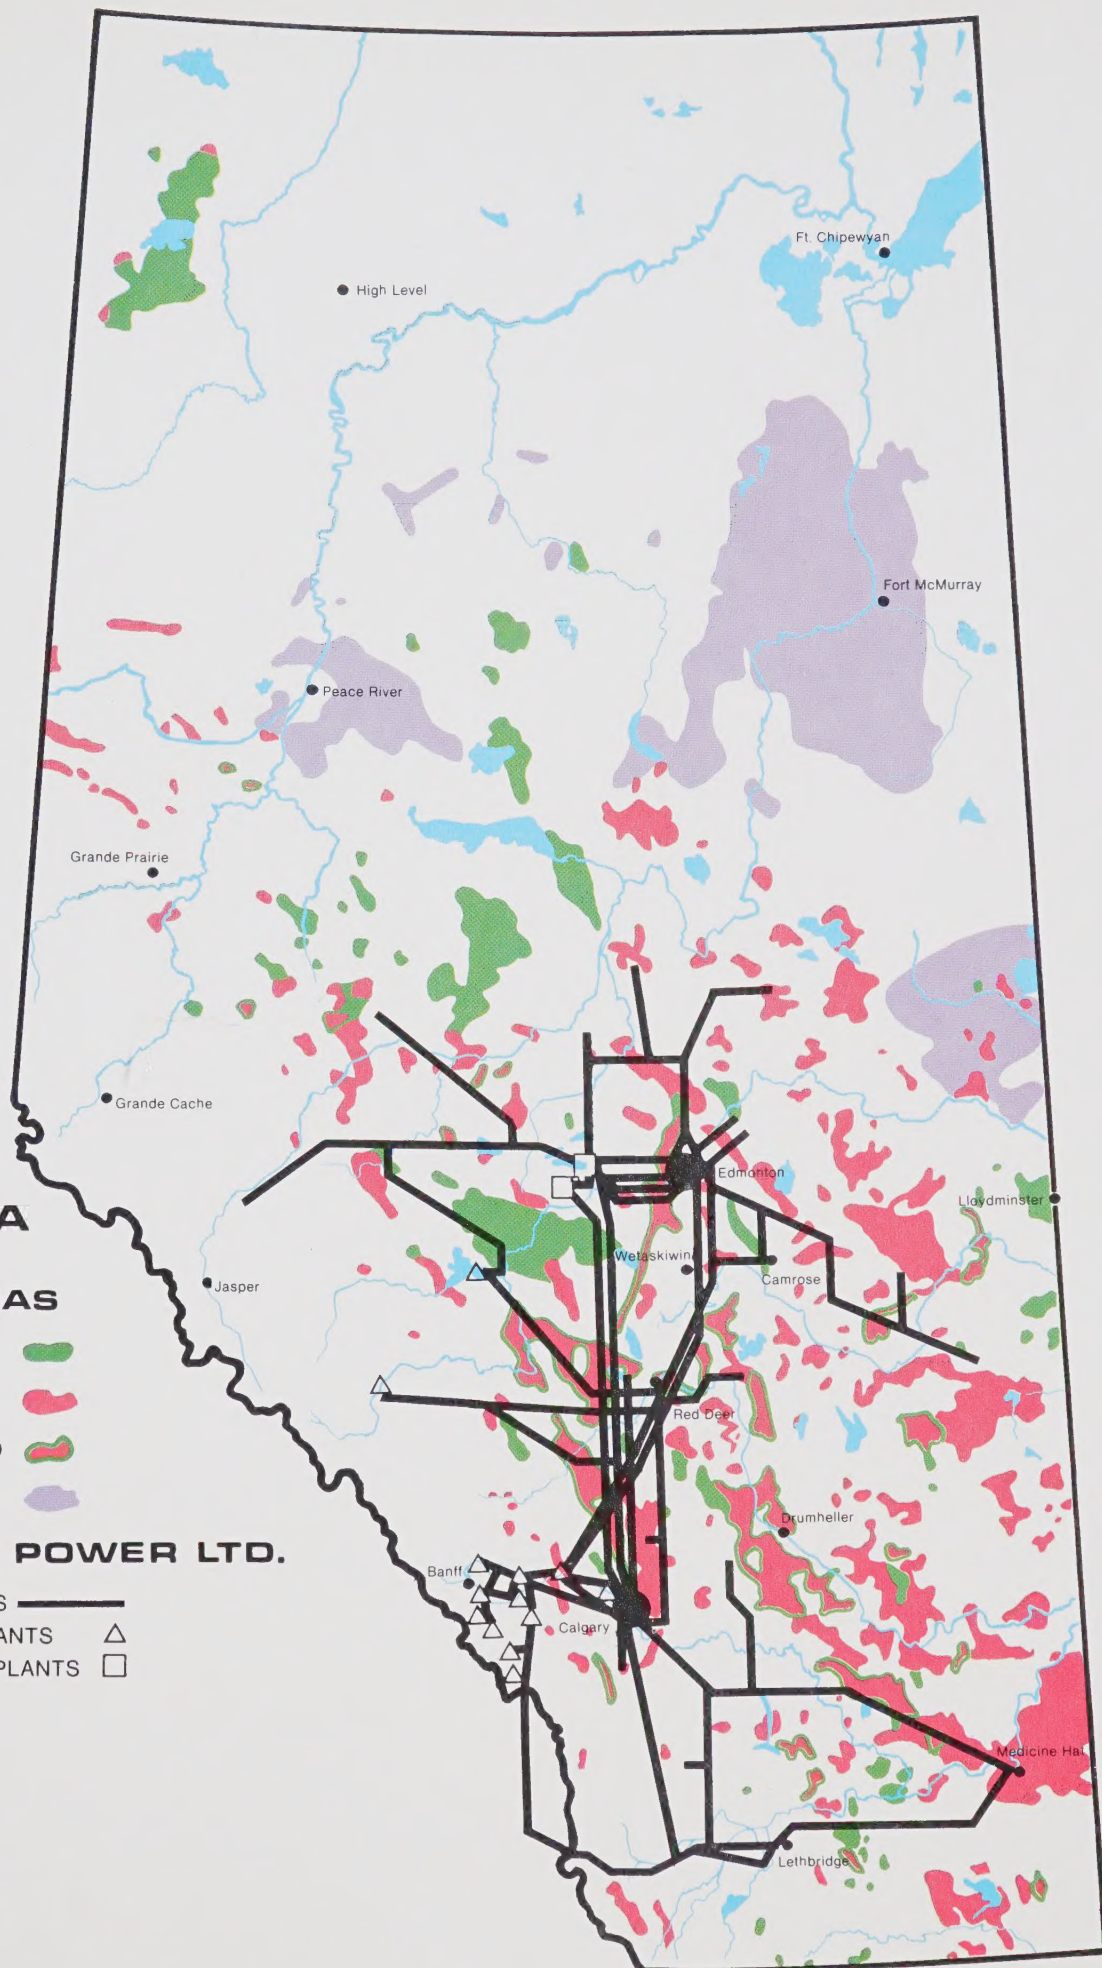 Ft. Chipewyan
High Level
Fort McMurray
Peace River
Grande Prairie
Grande Cache
Edmonton
Lloydminster
A
Wetaskiwin
Camrose
Jasper
AS
Red Deer
)
Drumheller
POWER LTD.
Banff
S
Calgary
ANTS
PLANTS
Medicine Hat
Lethbridge